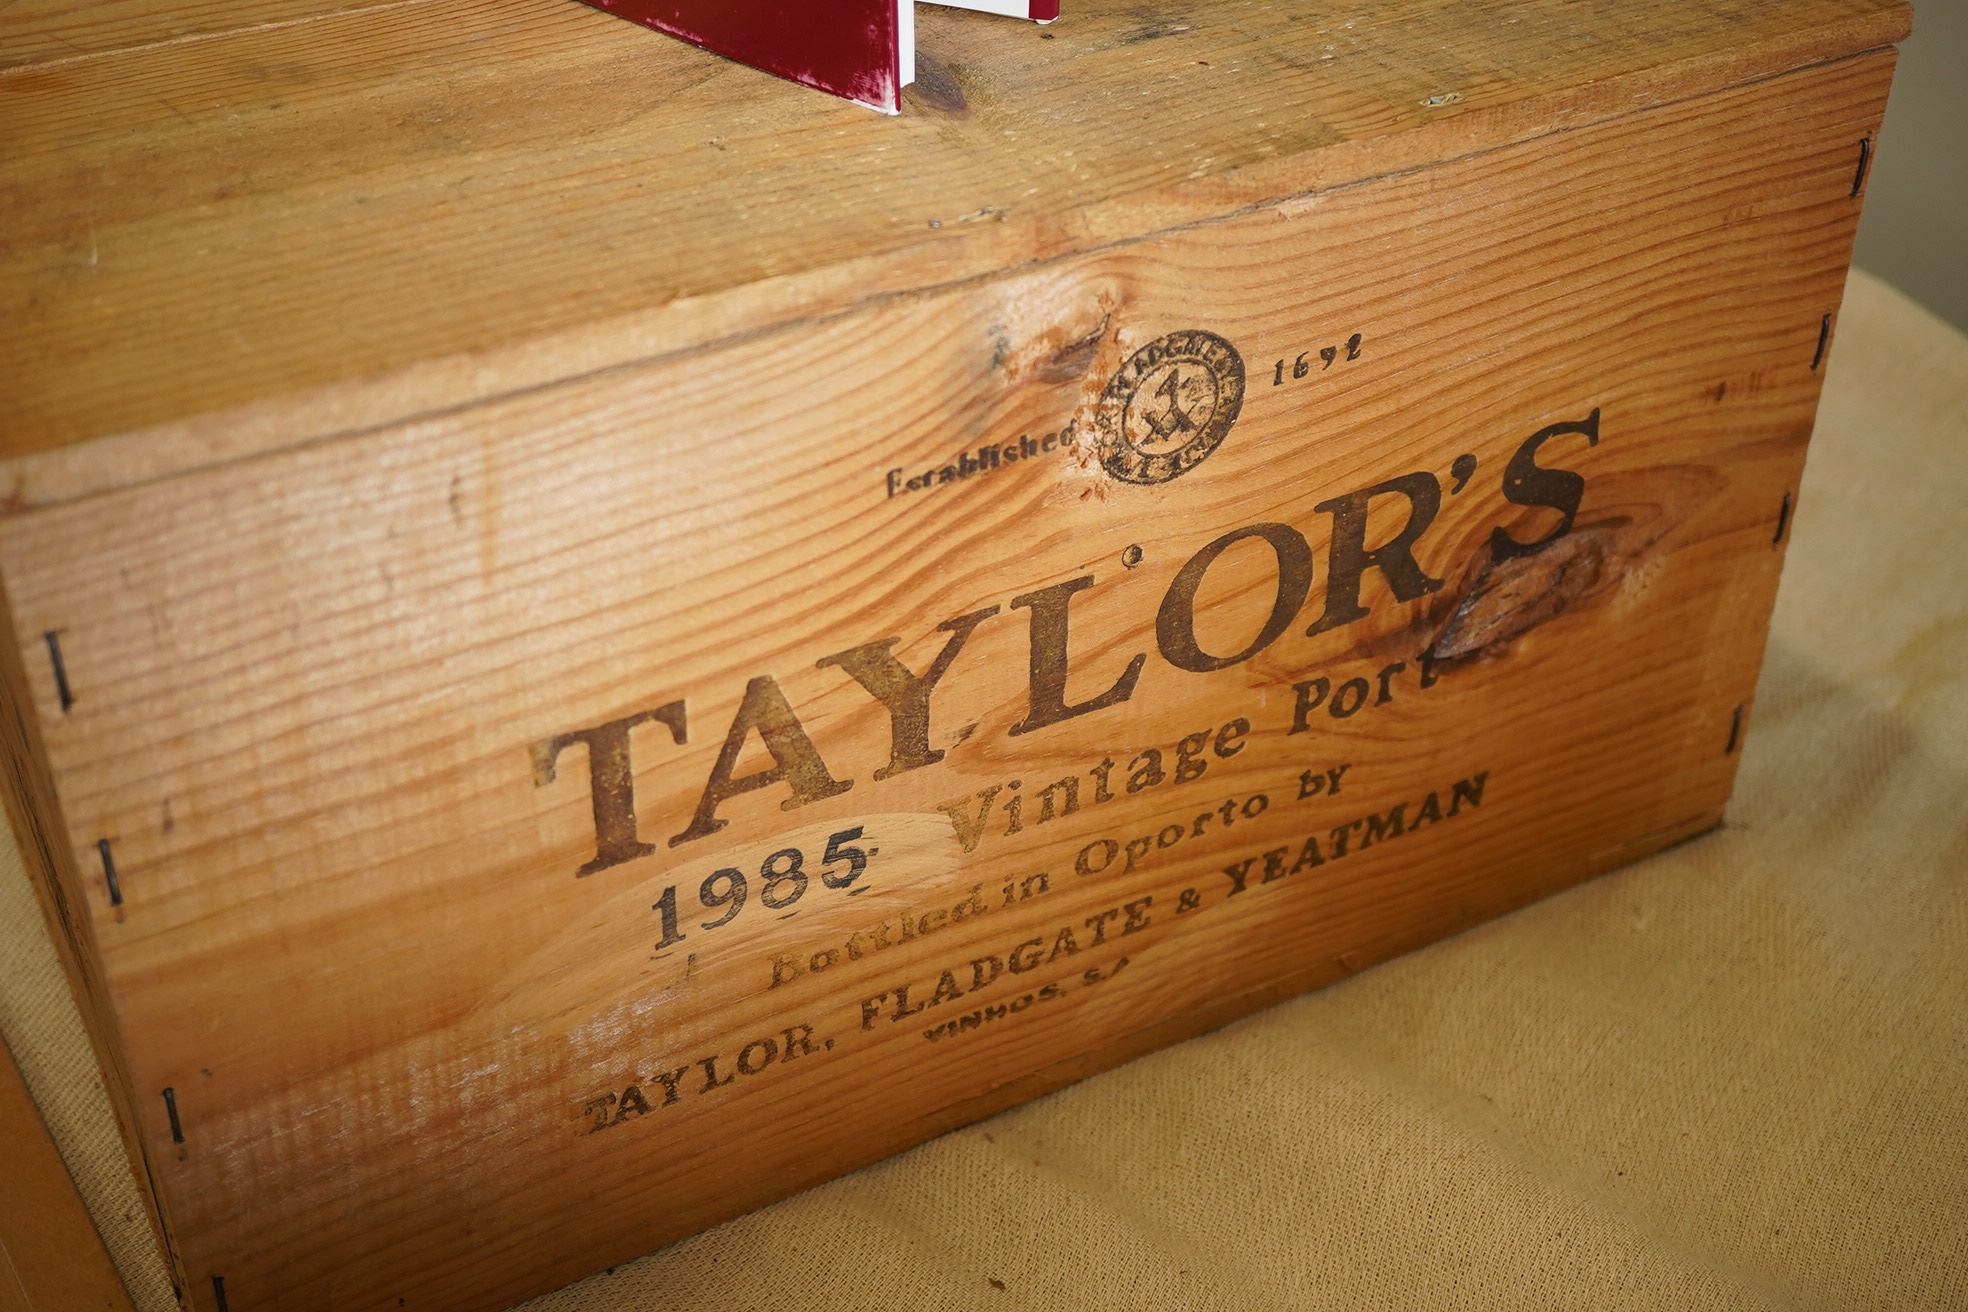 Established 1692
TAYLOR'S
1985 Vintage Port
Bottled in Oporto by
TAYLOR, FLADGATE & YEATMAN
VINHOS, S.A